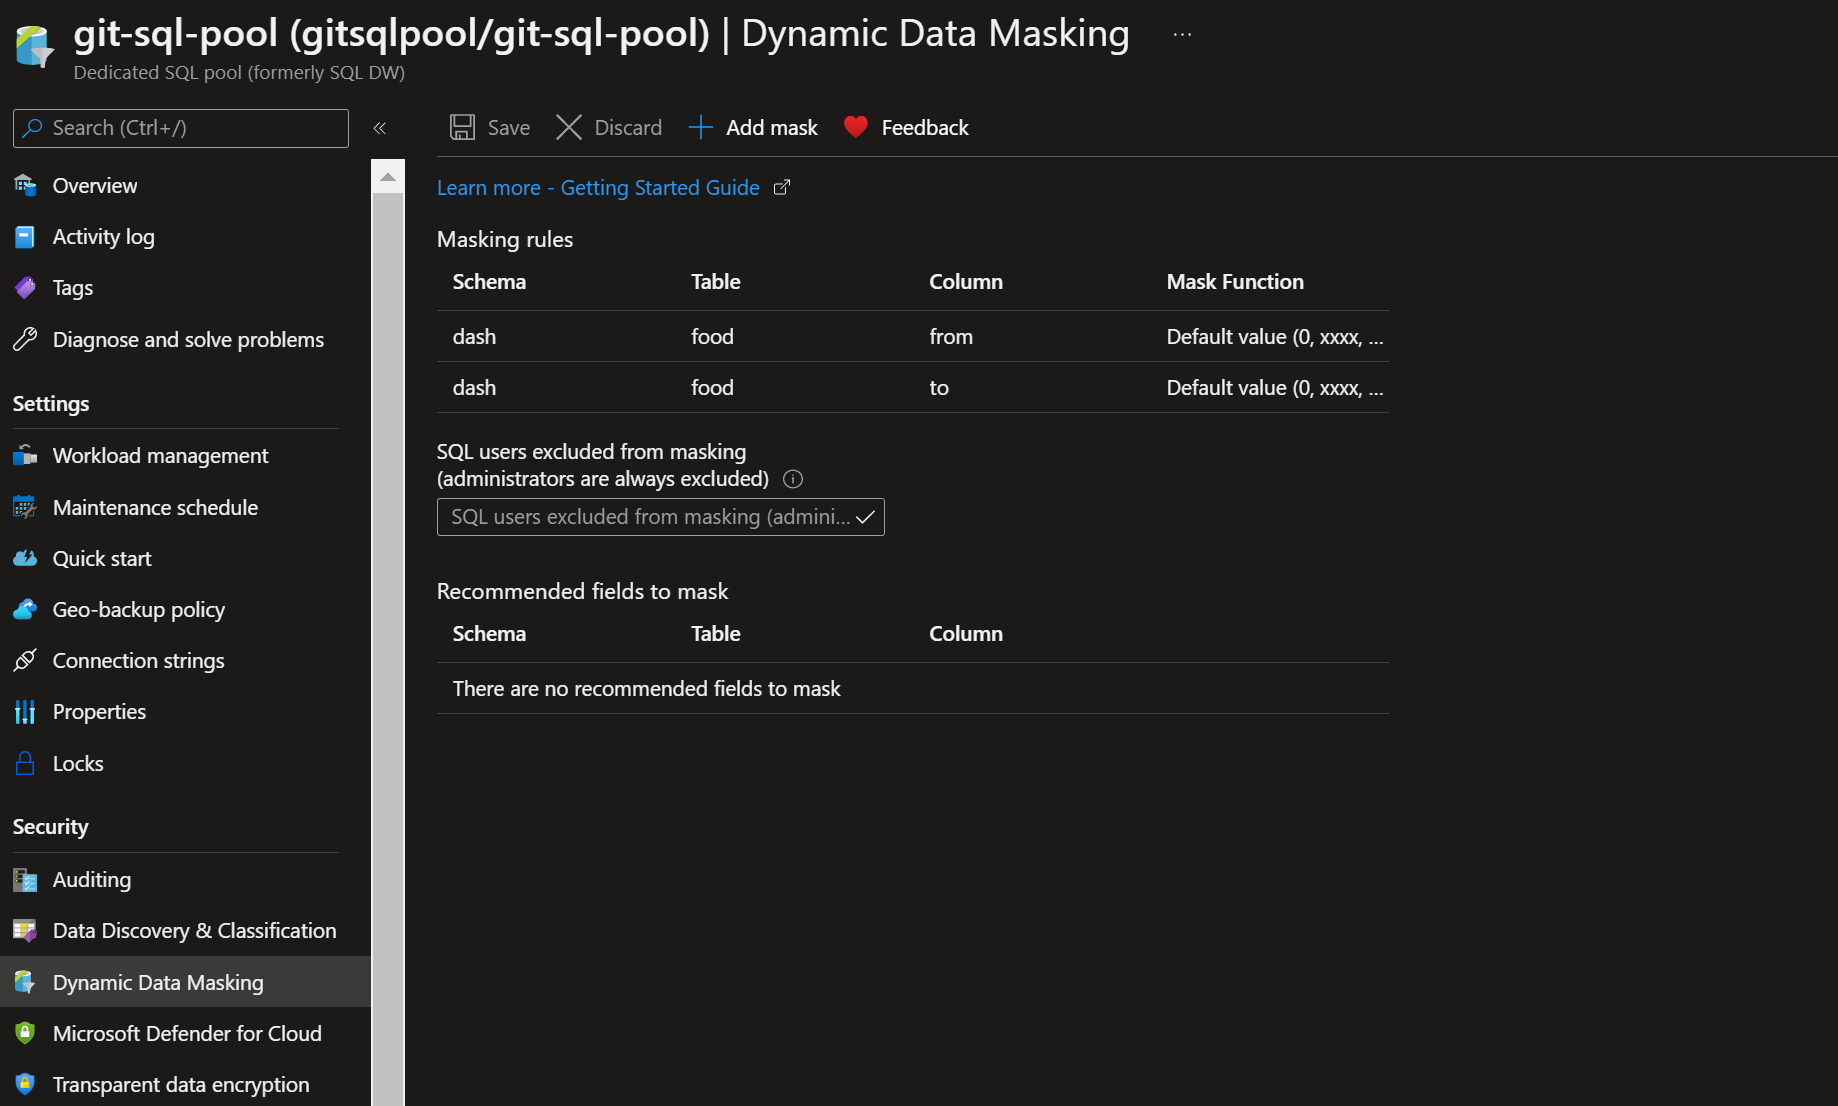 git-sql-pool (gitsqlpool/git-sql-pool) | Dynamic Data Masking ...
Dedicated SQL pool (formerly SQL DW)
Search (Ctrl+/)
«
Overview
Activity log
Tags
Diagnose and solve problems
Settings
Workload management
Maintenance schedule
Quick start
Geo-backup policy
Connection strings
Properties
Locks
Security
Auditing
Data Discovery & Classification
Dynamic Data Masking
Microsoft Defender for Cloud
Transparent data encryption
Save Discard Add mask Feedback
Learn more - Getting Started Guide
Masking rules
Schema Table Column Mask Function
dash food from Default value (0, xxxx, ...
dash food to Default value (0, xxxx, ...
SQL users excluded from masking
(administrators are always excluded)
SQL users excluded from masking (admini...
Recommended fields to mask
Schema Table Column
There are no recommended fields to mask